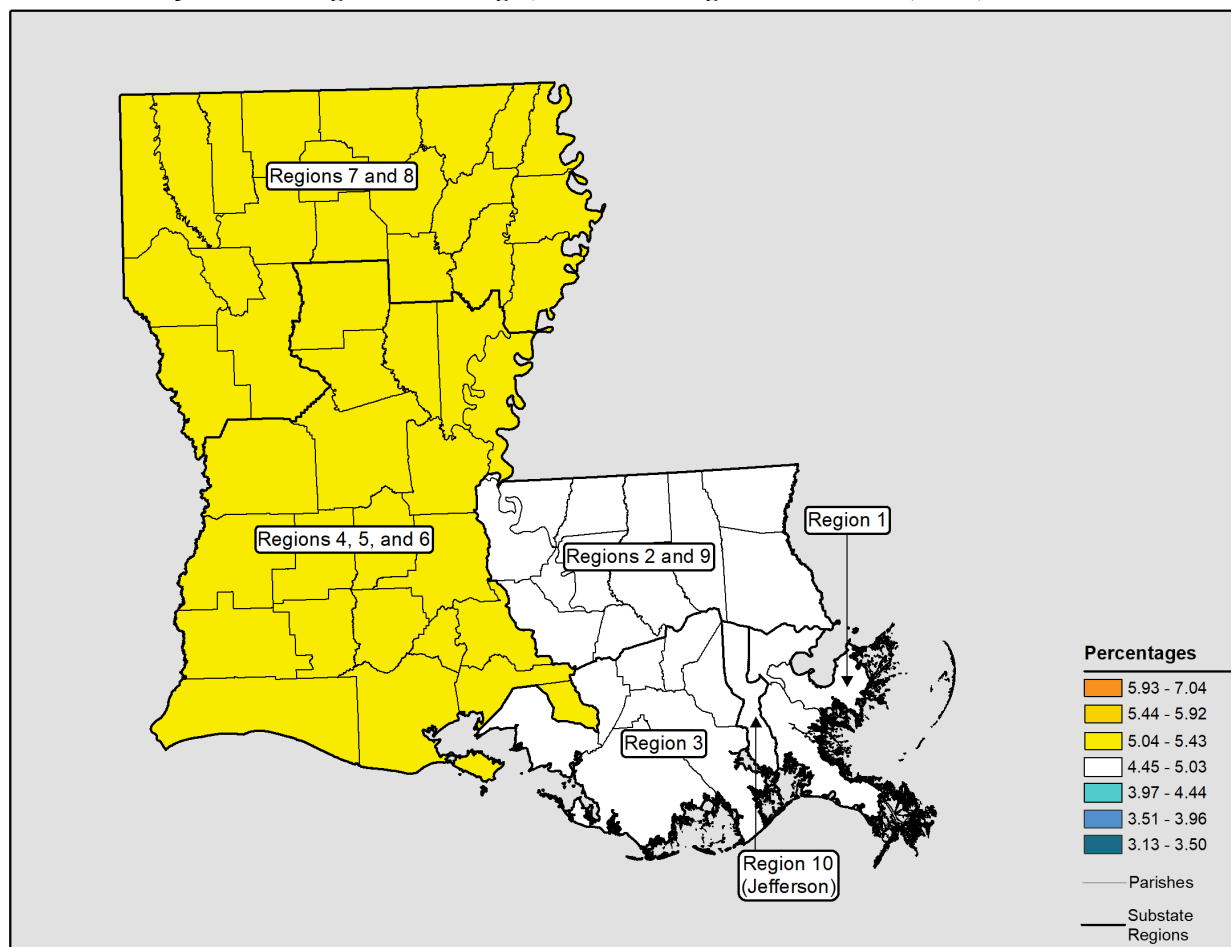 Regions 7 and 8
Region 1
Regions 4, 5, and 6
Regions 2 and 9
Region 3
Region 10
(Jefferson)
Percentages
5.93 - 7.04
5.44 - 5.92
5.04 - 5.43
4.45 - 5.03
3.97 - 4.44
3.51 - 3.96
3.13 - 3.50
Parishes
Substate
Regions